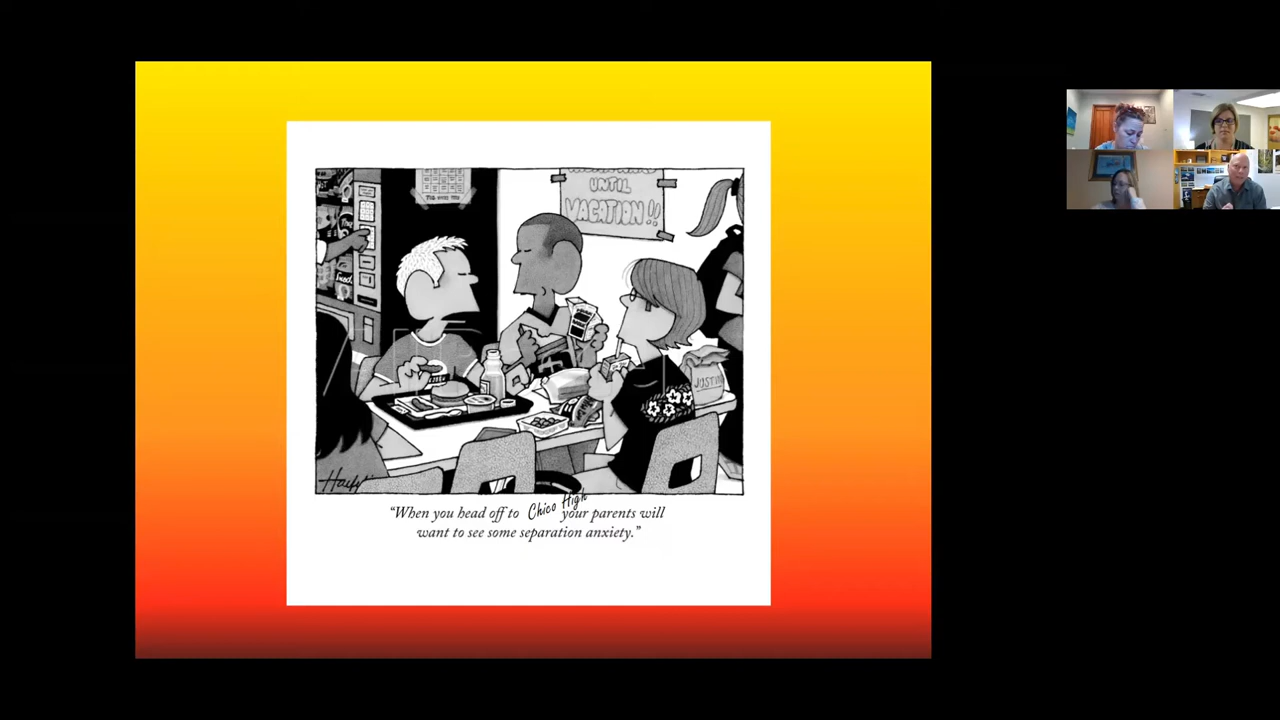 UNTIL
VACATION!!
JUSTIN
"When you head off to Chico High your parents will
want to see some separation anxiety."